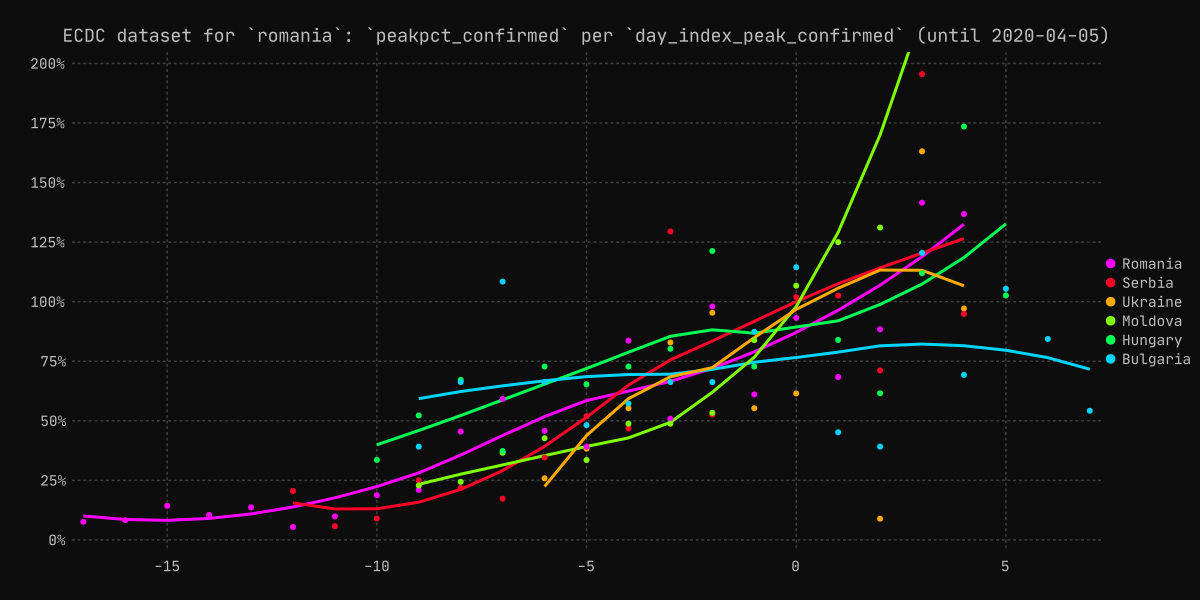 ECDC dataset for `romania`: `peakpct_confirmed` per `day_index_peak_confirmed` (until 2020-04-05)
200%
175%
150%
125%
100%
75%
50%
25%
0%
-15
-10
-5
0
5
Romania
Serbia
Ukraine
Moldova
Hungary
Bulgaria